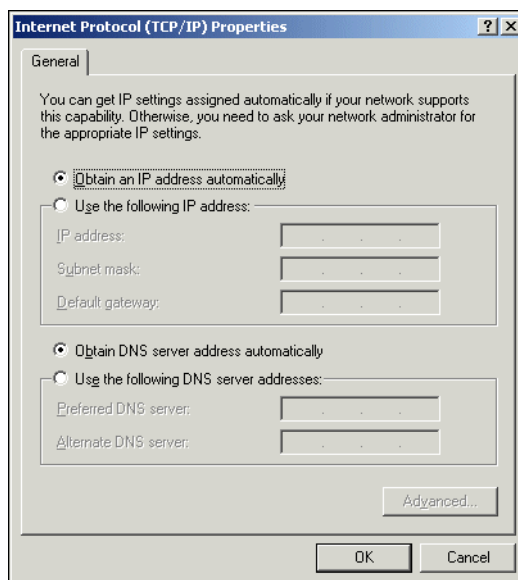 Internet Protocol (TCP/IP) Properties
General
You can get IP settings assigned automatically if your network supports
this capability. Otherwise, you need to ask your network administrator for
the appropriate IP settings.
Obtain an IP address automatically
Use the following IP address:
IP address:
Subnet mask:
Default gateway:
Obtain DNS server address automatically
Use the following DNS server addresses:
Preferred DNS server:
Alternate DNS server:
Advanced...
OK Cancel